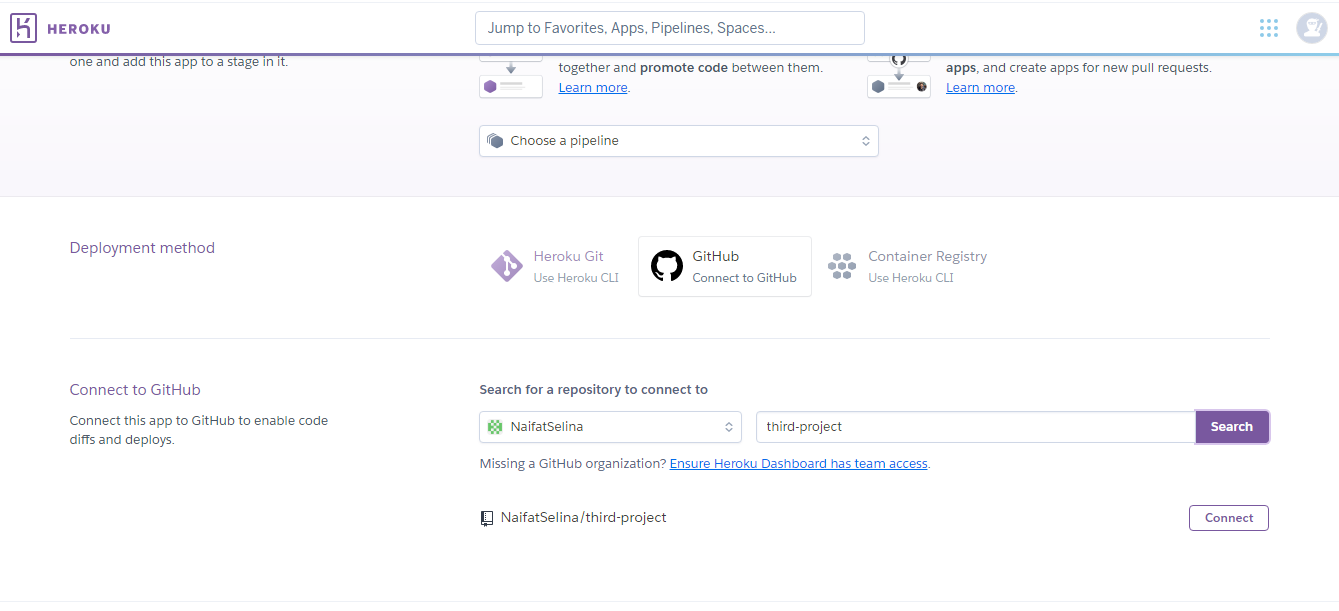 HEROKU
Jump to Favorites, Apps, Pipelines, Spaces...
one and add this app to a stage in it.
together and promote code between them.
Learn more.
apps, and create apps for new pull requests.
Learn more.
Choose a pipeline
Deployment method
Heroku Git
Use Heroku CLI
GitHub
Connect to GitHub
Container Registry
Use Heroku CLI
Connect to GitHub
Connect this app to GitHub to enable code
diffs and deploys.
Search for a repository to connect to
NaifatSelina
third-project
Search
Missing a GitHub organization? Ensure Heroku Dashboard has team access.
NaifatSelina/third-project
Connect